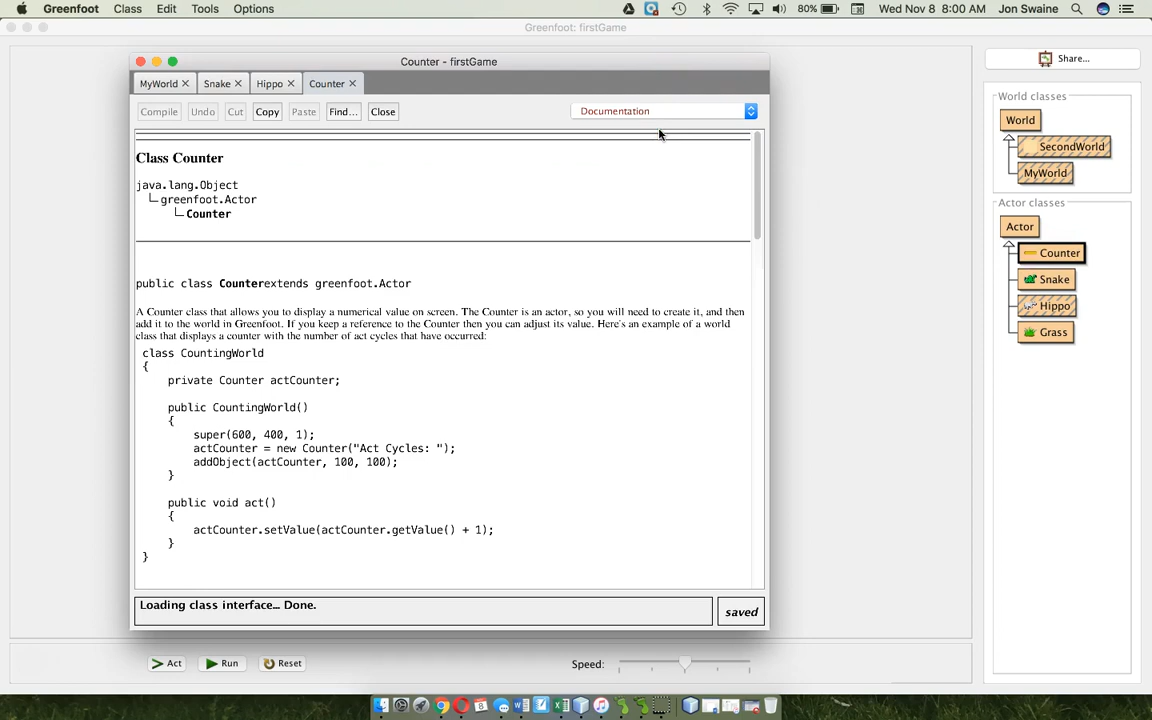 Greenfoot Class Edit Tools Options 80% Wed Nov 8 8:00 AM Jon Swaine
Greenfoot: firstGame
Counter - firstGame
MyWorld Snake Hippo Counter
Compile Undo Cut Copy Paste Find... Close Documentation
Class Counter
java.lang.Object
greenfoot.Actor
Counter
public class Counterextends greenfoot.Actor
A Counter class that allows you to display a numerical value on screen. The Counter is an actor, so you will need to create it, and then
add it to the world in Greenfoot. If you keep a reference to the Counter then you can adjust its value. Here's an example of a world
class that displays a counter with the number of act cycles that have occurred:
class CountingWorld
{
private Counter actCounter;
public CountingWorld()
{
super(600, 400, 1);
actCounter = new Counter("Act Cycles: ");
addObject(actCounter, 100, 100);
}
public void act()
{
actCounter.setValue(actCounter.getValue() + 1);
}
}
Loading class interface... Done.
saved
Share...
World classes
World
SecondWorld
MyWorld
Actor classes
Actor
Counter
Snake
Hippo
Grass
Act Run Reset Speed: